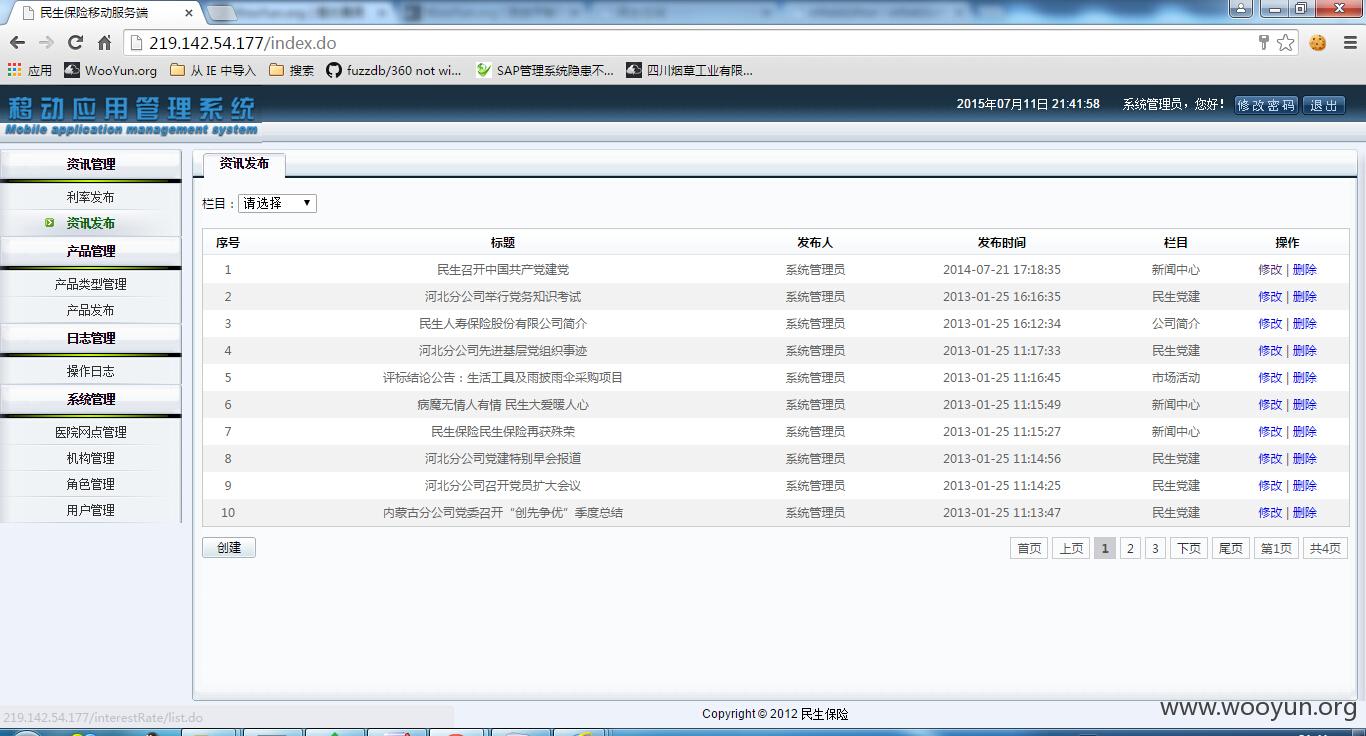 民生保险移动服务端
219.142.54.177/index.do
应用 WooYun.org 从 IE 中导入 搜索 fuzzdb/360 not wi... SAP管理系统隐患不... 四川烟草工业有限...
移动应用管理系统
Mobile application management system
2015年07月11日 21:41:58 系统管理员，您好！ 修改密码 退出
资讯管理
利率发布
资讯发布
产品管理
产品类型管理
产品发布
日志管理
操作日志
系统管理
医院网点管理
机构管理
角色管理
用户管理
资讯发布
栏目：请选择
序号 标题 发布人 发布时间 栏目 操作
1 民生召开中国共产党建党 系统管理员 2014-07-21 17:18:35 新闻中心 修改 | 删除
2 河北分公司举行党务知识考试 系统管理员 2013-01-25 16:16:35 民生党建 修改 | 删除
3 民生人寿保险股份有限公司简介 系统管理员 2013-01-25 16:12:34 公司简介 修改 | 删除
4 河北分公司先进基层党组织事迹 系统管理员 2013-01-25 11:17:33 民生党建 修改 | 删除
5 评标结论公告：生活工具及雨披雨伞采购项目 系统管理员 2013-01-25 11:16:45 市场活动 修改 | 删除
6 病魔无情人有情 民生大爱暖人心 系统管理员 2013-01-25 11:15:49 新闻中心 修改 | 删除
7 民生保险民生保险再获殊荣 系统管理员 2013-01-25 11:15:27 新闻中心 修改 | 删除
8 河北分公司党建特别早会报道 系统管理员 2013-01-25 11:14:56 民生党建 修改 | 删除
9 河北分公司召开党员扩大会议 系统管理员 2013-01-25 11:14:25 民生党建 修改 | 删除
10 内蒙古分公司党委召开“创先争优”季度总结 系统管理员 2013-01-25 11:13:47 民生党建 修改 | 删除
创建 首页 上页 1 2 3 下页 尾页 第1页 共4页
219.142.54.177/interestRate/list.do
Copyright © 2012 民生保险
www.wooyun.org